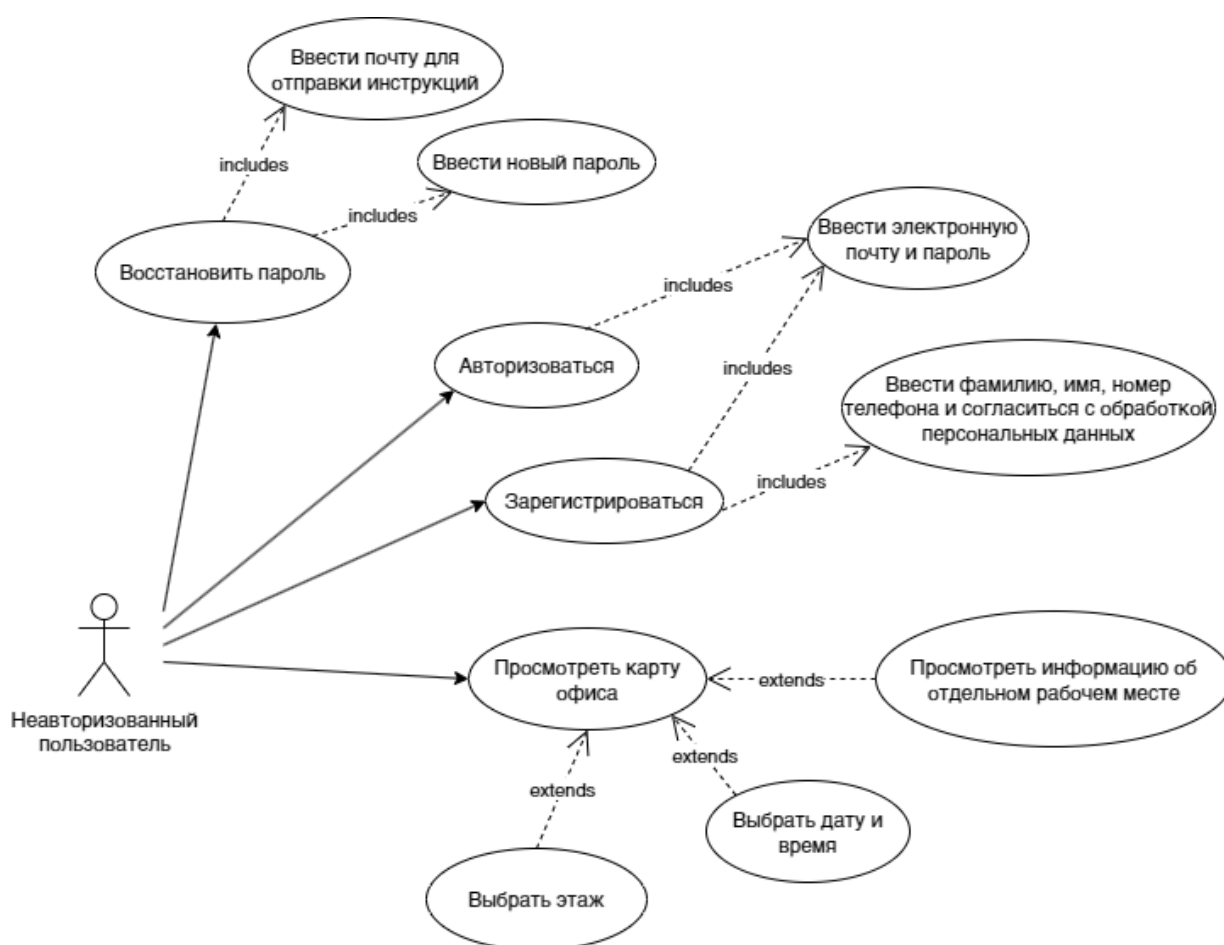 Ввести почту для
отправки инструкций
includes
Ввести новый пароль
includes
Восстановить пароль
Ввести электронную
почту и пароль
includes
Авторизоваться
includes
Ввести фамилию, имя, номер
телефона и согласиться с обработкой
персональных данных
includes
Зарегистрироваться
Неавторизованный
пользователь
Просмотреть карту
офиса
extends
Просмотреть информацию об
отдельном рабочем месте
extends
extends
Выбрать дату и
время
Выбрать этаж